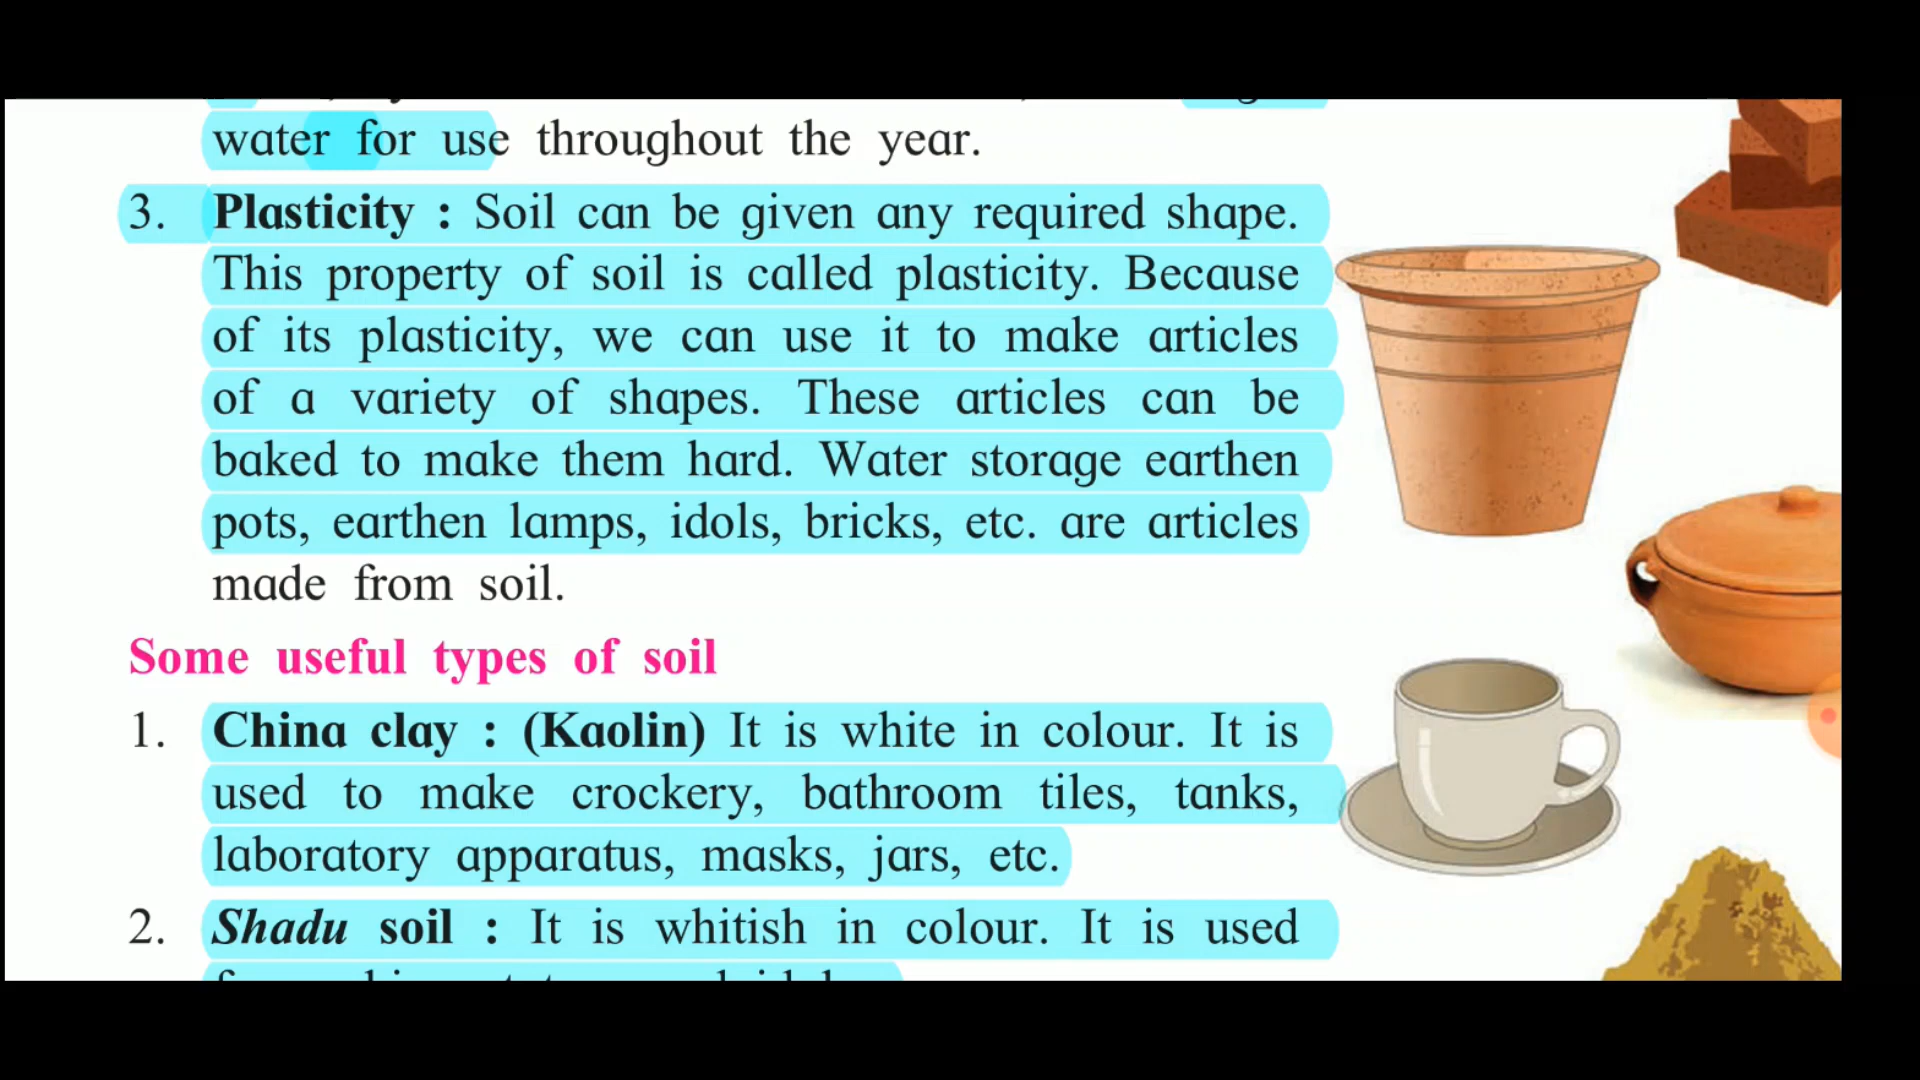 water for use throughout the year.
3. Plasticity : Soil can be given any required shape.
This property of soil is called plasticity. Because
of its plasticity, we can use it to make articles
of a variety of shapes. These articles can be
baked to make them hard. Water storage earthen
pots, earthen lamps, idols, bricks, etc. are articles
made from soil.
Some useful types of soil
1. China clay : (Kaolin) It is white in colour. It is
used to make crockery, bathroom tiles, tanks,
laboratory apparatus, masks, jars, etc.
2. Shadu soil : It is whitish in colour. It is used